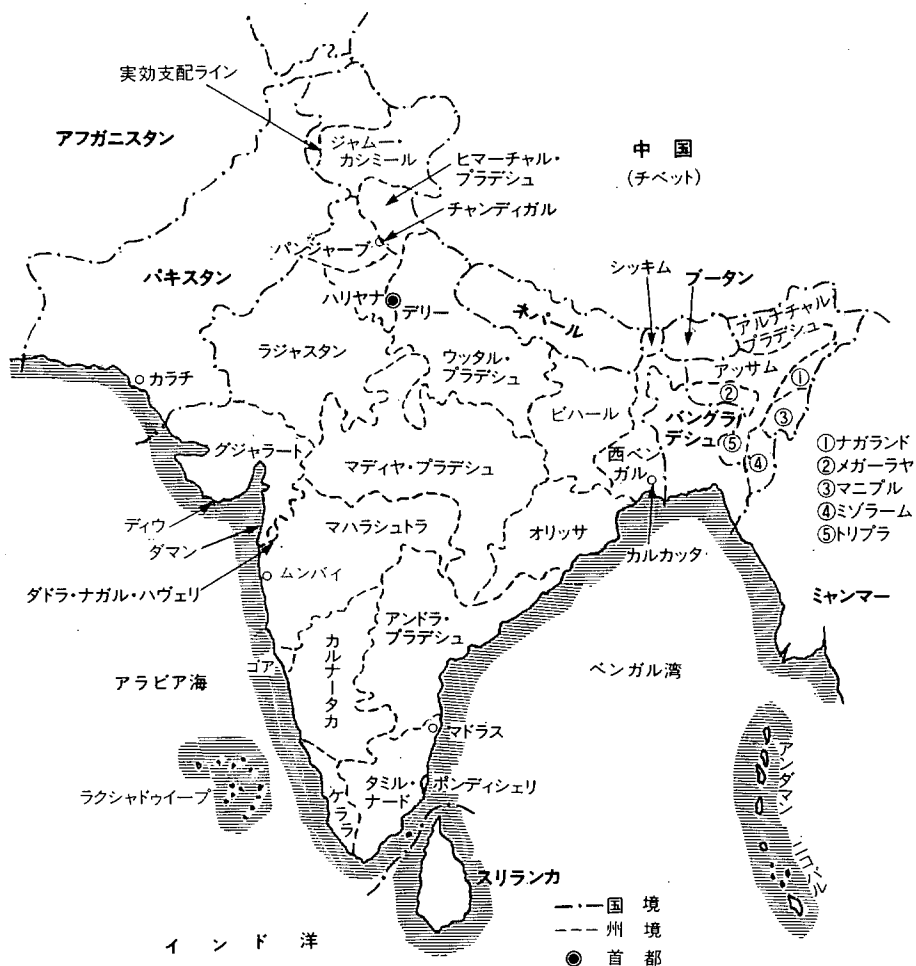 実効支配ライン
アフガニスタン
ジャムー・
カシミール
ヒマーチャル・
プラデシュ
中国
(チベット)
チャンディガル
パンジャーブ
パキスタン
ハリヤナ
デリー
シッキム
ブータン
ネパール
アルナチャル
プラデシュ
アッサム
ラジャスタン
ウッタル・
プラデシュ
カラチ
ビハール
バングラ
デシュ
①
②
③
④
⑤
グジャラート
マディヤ・プラデシュ
西ベン
ガル
①ナガランド
②メガーラヤ
③マニプル
④ミゾラーム
⑤トリプラ
ディウ
ダマン
マハラシュトラ
オリッサ
カルカッタ
ダドラ・ナガル・ハヴェリ
ムンバイ
アンドラ・
プラデシュ
ミャンマー
カルナータカ
ゴア
アラビア海
ベンガル湾
マドラス
アンダマン
ラクシャドゥイープ
ケララ
タミル・
ナード
ポンディシェリ
ニコバル
スリランカ
インド洋
国境
州境
首都